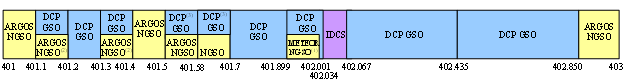 ARGOS
NGSO
DCP
GSO
ARGOS
NGSO
DCP
GSO
DCP
GSO
ARGOS
NGSO
ARGOS
NGSO
DCP
GSO
ARGOS
NGSO
DCP
GSO
NGSO
DCP
GSO
DCP
GSO
METEOR
NGSO
IDCS
DCP GSO
DCP GSO
ARGOS
NGSO
401
401.1
401.2
401.3
401.4
401.5
401.58
401.7
401.899
402.001
402.034
402.067
402.435
402.850
403